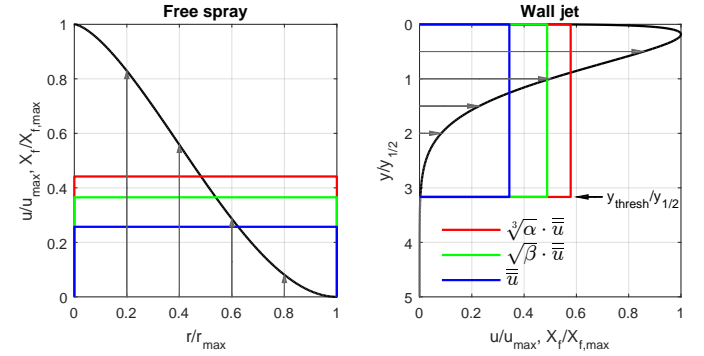 Free spray
u/u_max, X_f/X_f,max
1
0.8
0.6
0.4
0.2
0
0 0.2 0.4 0.6 0.8 1
r/r_max
Wall jet
y/y_1/2
0
1
2
3
4
5
y_thresh/y_1/2
∛α · u̿
√β · u̿
u̿
0 0.2 0.4 0.6 0.8 1
u/u_max, X_f/X_f,max